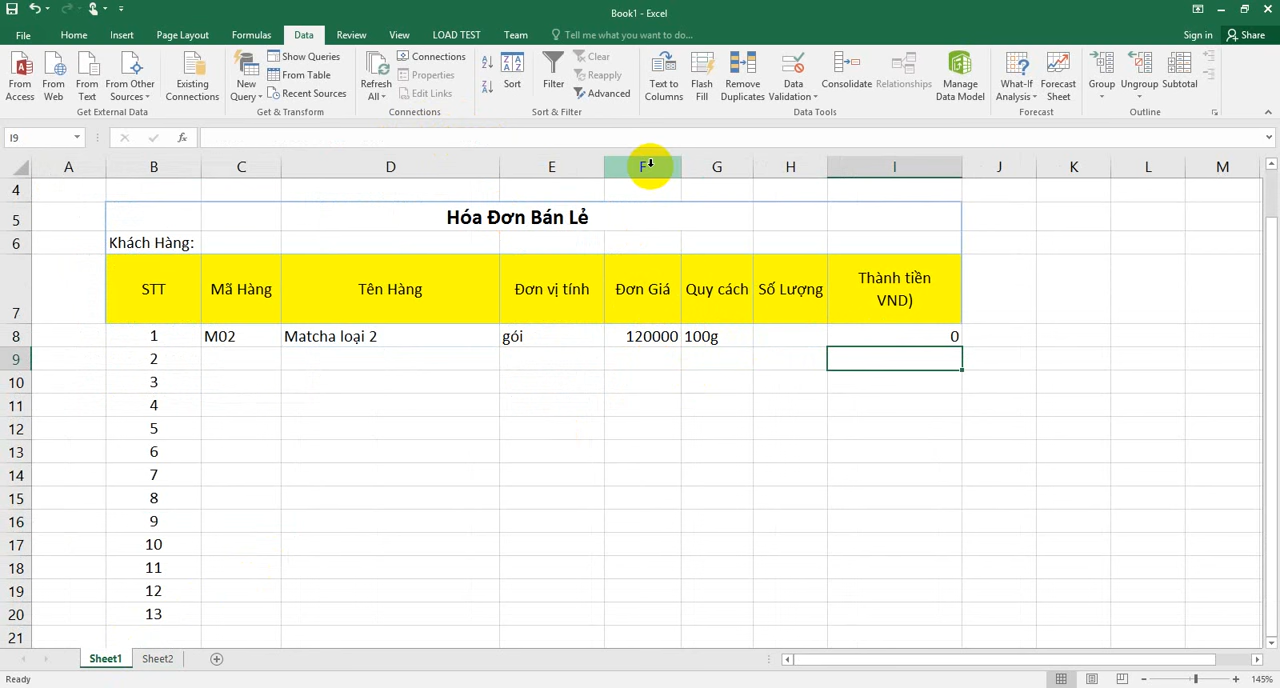 Book1 - Excel
File Home Insert Page Layout Formulas Data Review View LOAD TEST Team Tell me what you want to do... Sign in Share
From Access
From Web
From Text
From Other Sources
Existing Connections
New Query
Show Queries
From Table
Recent Sources
Refresh All
Connections
Properties
Edit Links
Sort
Filter
Clear
Reapply
Advanced
Text to Columns
Flash Fill
Remove Duplicates
Data Validation
Consolidate
Relationships
Manage Data Model
What-If Analysis
Forecast Sheet
Group
Ungroup
Subtotal
Get External Data Get & Transform Connections Sort & Filter Data Tools Forecast Outline
I9 fx
A B C D E F G H I J K L M
4
5 Hóa Đơn Bán Lẻ
6 Khách Hàng:
7 STT Mã Hàng Tên Hàng Đơn vị tính Đơn Giá Quy cách Số Lượng Thành tiền VND)
8 1 M02 Matcha loại 2 gói 120000 100g 0
9 2
10 3
11 4
12 5
13 6
14 7
15 8
16 9
17 10
18 11
19 12
20 13
21
Sheet1 Sheet2
Ready 145%